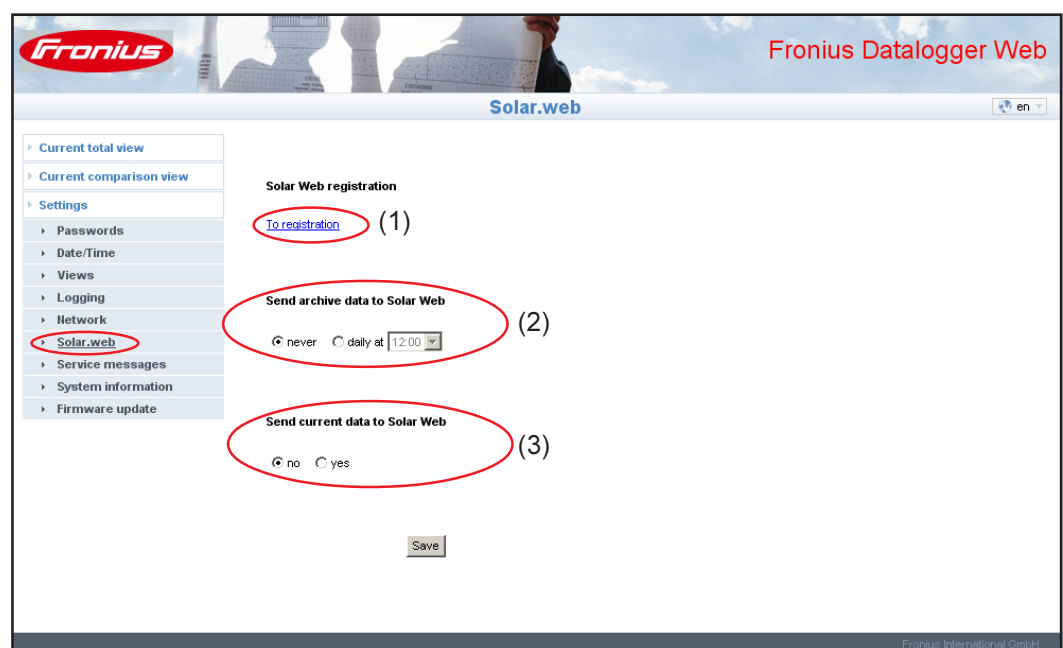 Fronius
Fronius Datalogger Web
Solar.web
en
Current total view
Current comparison view
Settings
Passwords
Date/Time
Views
Logging
Network
Solar.web
Service messages
System information
Firmware update
Solar Web registration
To registration (1)
Send archive data to Solar Web
(2)
never daily at 12:00
Send current data to Solar Web
(3)
no yes
Save
Fronius International GmbH